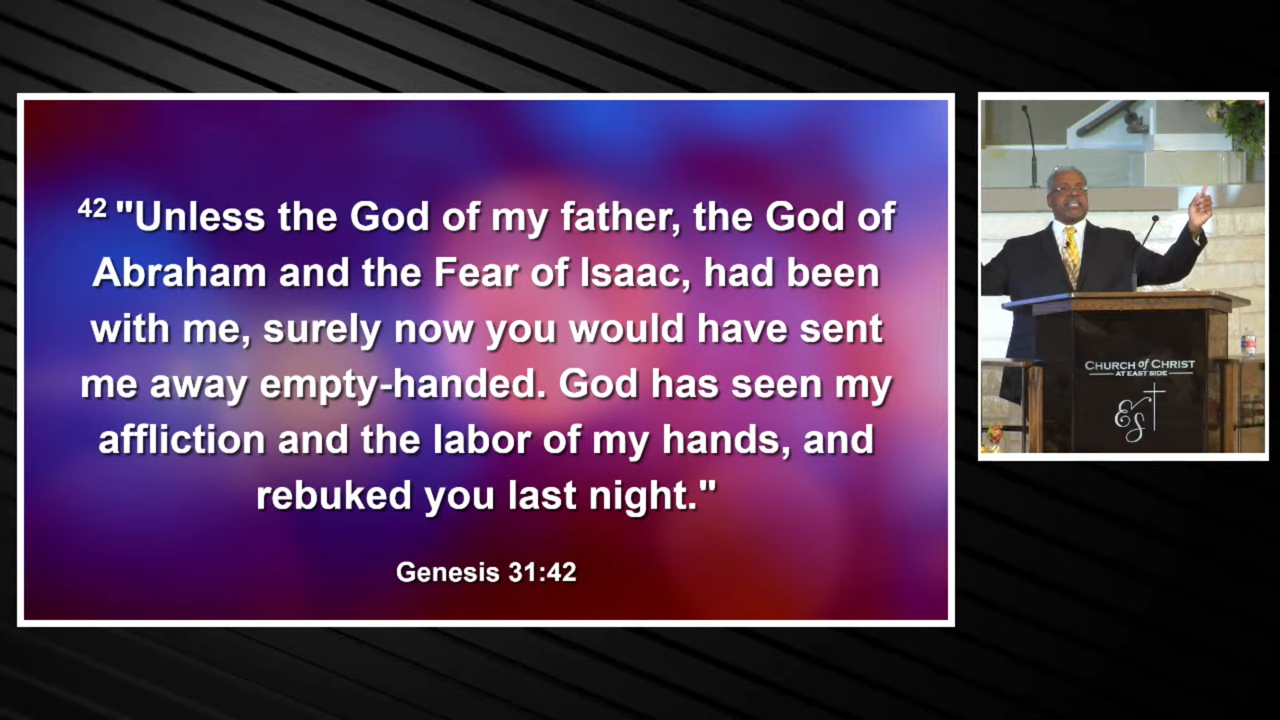 42 "Unless the God of my father, the God of
Abraham and the Fear of Isaac, had been
with me, surely now you would have sent
me away empty-handed. God has seen my
affliction and the labor of my hands, and
rebuked you last night."
Genesis 31:42
CHURCH of CHRIST
AT EAST SIDE
ES